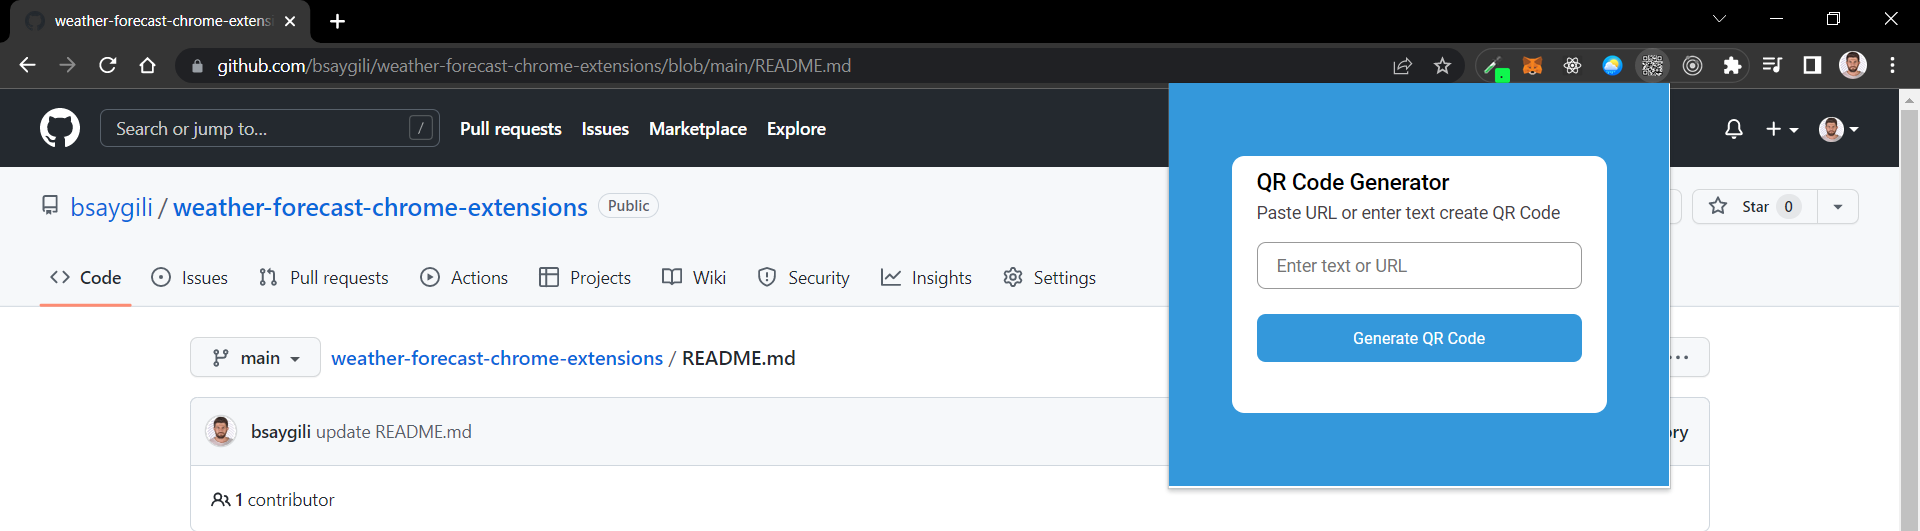 weather-forecast-chrome-extens
github.com/bsaygili/weather-forecast-chrome-extensions/blob/main/README.md
Search or jump to... /
Pull requests Issues Marketplace Explore
bsaygili / weather-forecast-chrome-extensions Public
Star 0
Code Issues Pull requests Actions Projects Wiki Security Insights Settings
main weather-forecast-chrome-extensions / README.md
bsaygili update README.md
ory
1 contributor
QR Code Generator
Paste URL or enter text create QR Code
Enter text or URL
Generate QR Code